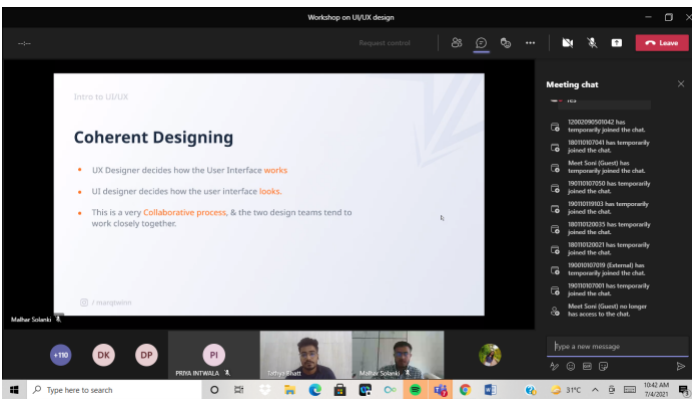 Workshop on UI/UX design
--:--
Request control
Leave
Intro to UI/UX
Coherent Designing
UX Designer decides how the User Interface works
UI designer decides how the user interface looks.
This is a very Collaborative process, & the two design teams tend to
work closely together.
Malhar Solanki
+110
DK
DP
PI
PRIYA INTWALA
Bhatt
Malhar Solanki
Meeting chat
12002090501042 has
temporarily joined the chat.
180110107041 has temporarily
joined the chat.
Meet Soni (Guest) has
temporarily joined the chat.
190110107050 has temporarily
joined the chat.
190110119103 has temporarily
joined the chat.
180110120035 has temporarily
joined the chat.
180110120021 has temporarily
joined the chat.
190010107019 (External) has
temporarily joined the chat.
190110107001 has temporarily
joined the chat.
Meet Soni (Guest) no longer
has access to the chat.
Type a new message
Type here to search
31°C
10:42 AM
7/4/2021